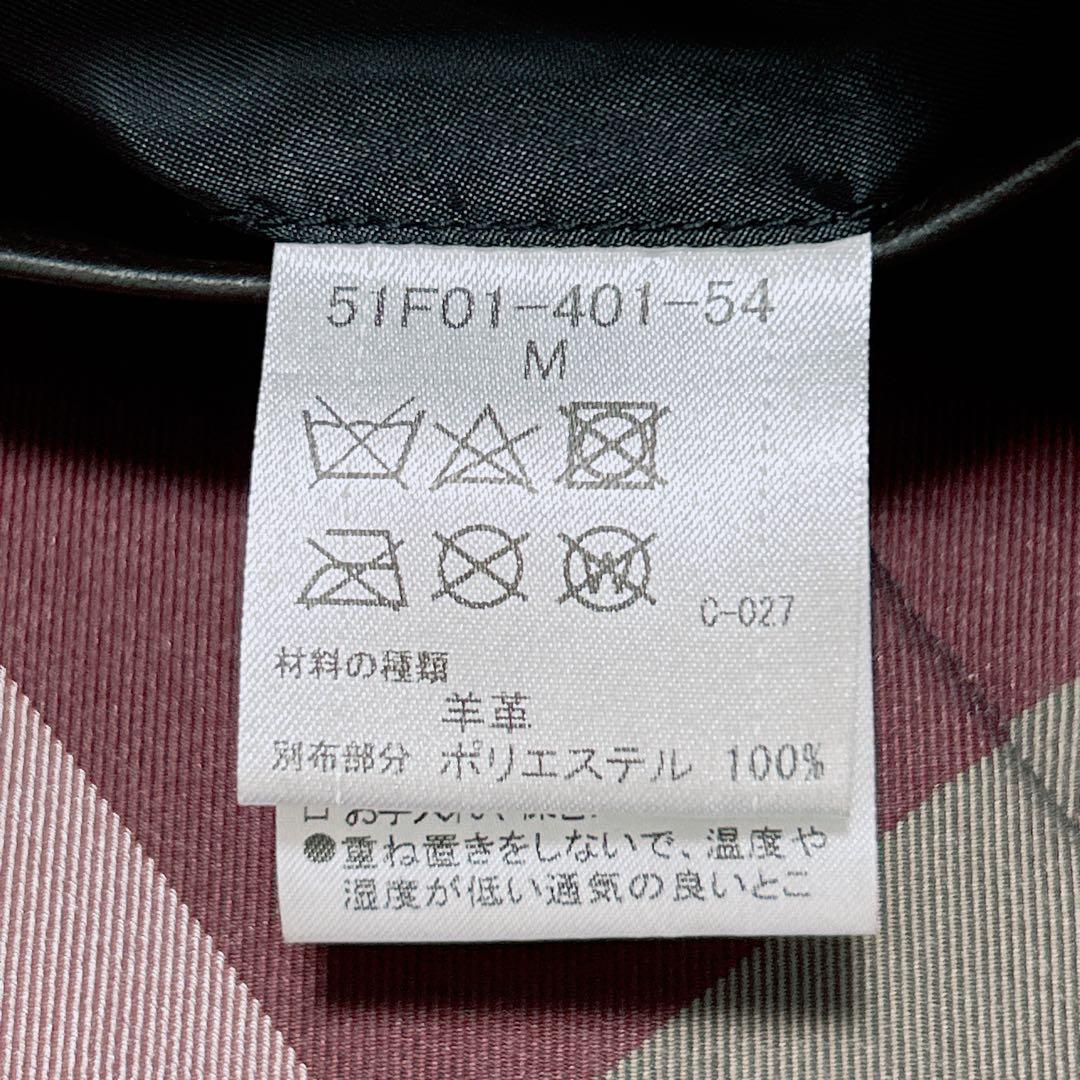 51F01-401-54
M
W
C-027
材料の種類
羊革
別布部分 ポリエステル 100%
●重ね置きをしないで、温度や
湿度が低い通気の良いとこ